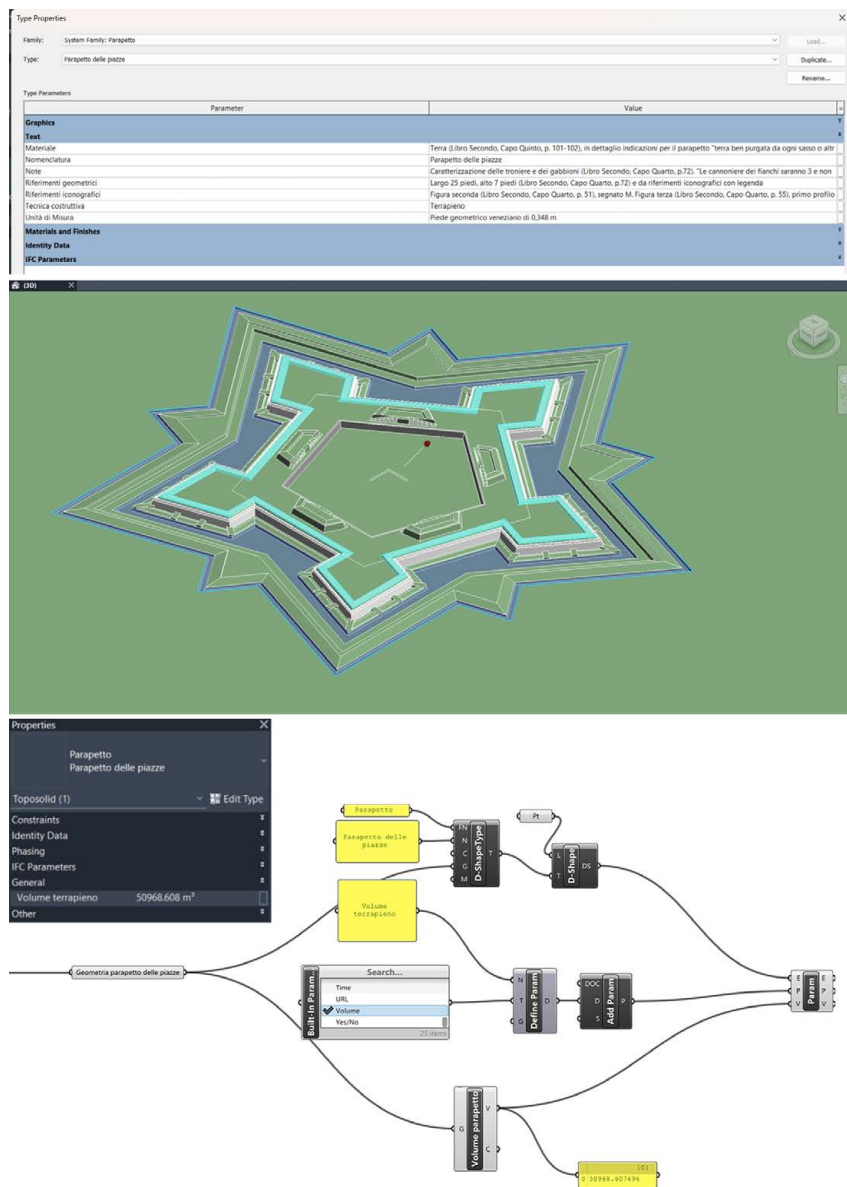 Type Properties
Family:
System Family: Parapetto
Load...
Type:
Parapetto delle piazze
Duplicate...
Rename...
Type Parameters
Parameter Value =
Graphics
Text
Materiale Terra (Libro Secondo, Capo Quinto, p. 101-102), in dettaglio indicazioni per il parapetto "terra ben purgata da ogni sasso o altr
Nomenclatura Parapetto delle piazze
Note Caratterizzazione delle troniere e dei gabbioni (Libro Secondo, Capo Quarto, p.72), "Le cannoniere dei fianchi saranno 3 e non
Riferimenti geometrici Largo 25 piedi, alto 7 piedi (Libro Secondo, Capo Quarto, p.72) e da riferimenti iconografici con legenda
Riferimenti iconografici Figura seconda (Libro Secondo, Capo Quarto, p. 51), segnato M. Figura terza (Libro Secondo, Capo Quarto, p. 55), primo profilo
Tecnica costruttiva Terrapieno
Unità di Misura Piede geometrico veneziano di 0,348 m
Materials and Finishes
Identity Data
IFC Parameters
(3D) X
Properties X
Parapetto
Parapetto delle piazze
Toposolid (1) Edit Type
Constraints
Identity Data
Phasing
IFC Parameters
General
Volume terrapieno 50968.608 m³
Other
Parapetto
Parapetto delle
piazze
Volume
terrapieno
FN
N
C
G
M
D-ShapeType
T
Pt
L
T
D-Shape
DS
Geometria parapetto delle piazze
Built-In Param...
Search...
Time
URL
Volume
Yes/No
25 items
N
T
G
Define Param
D
DOC
D
S
Add Param
P
E
P
V
Param
E
P
V
G
Volume parapetto
V
C
{0}
0 50968.607696